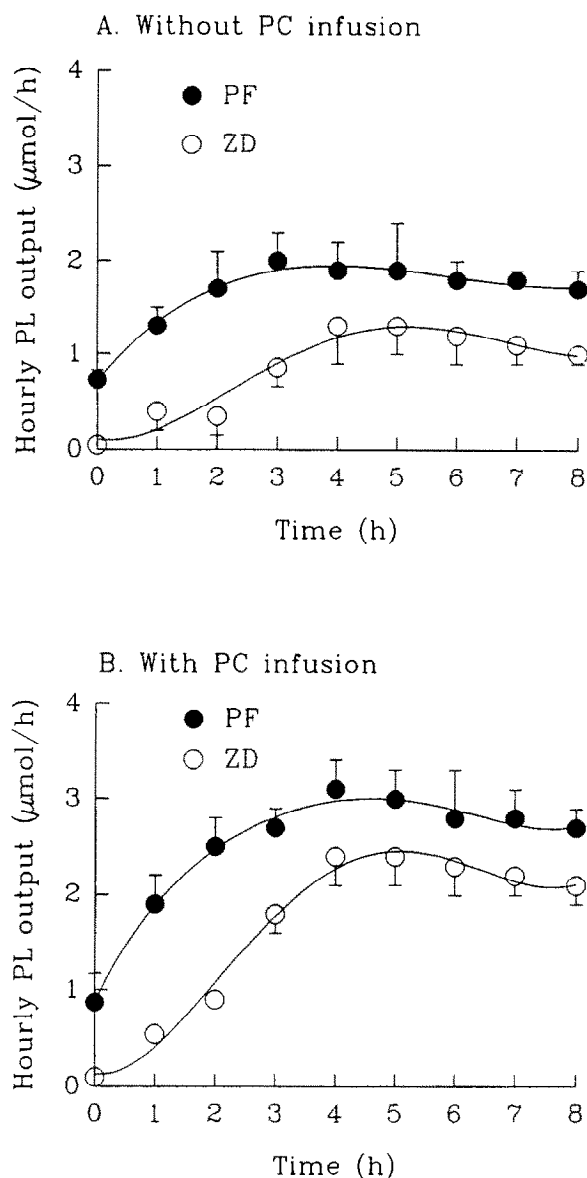 A. Without PC infusion
Hourly PL output (μmol/h)
4
3
2
1
0
PF
ZD
0 1 2 3 4 5 6 7 8
Time (h)
B. With PC infusion
Hourly PL output (μmol/h)
4
3
2
1
0
PF
ZD
0 1 2 3 4 5 6 7 8
Time (h)